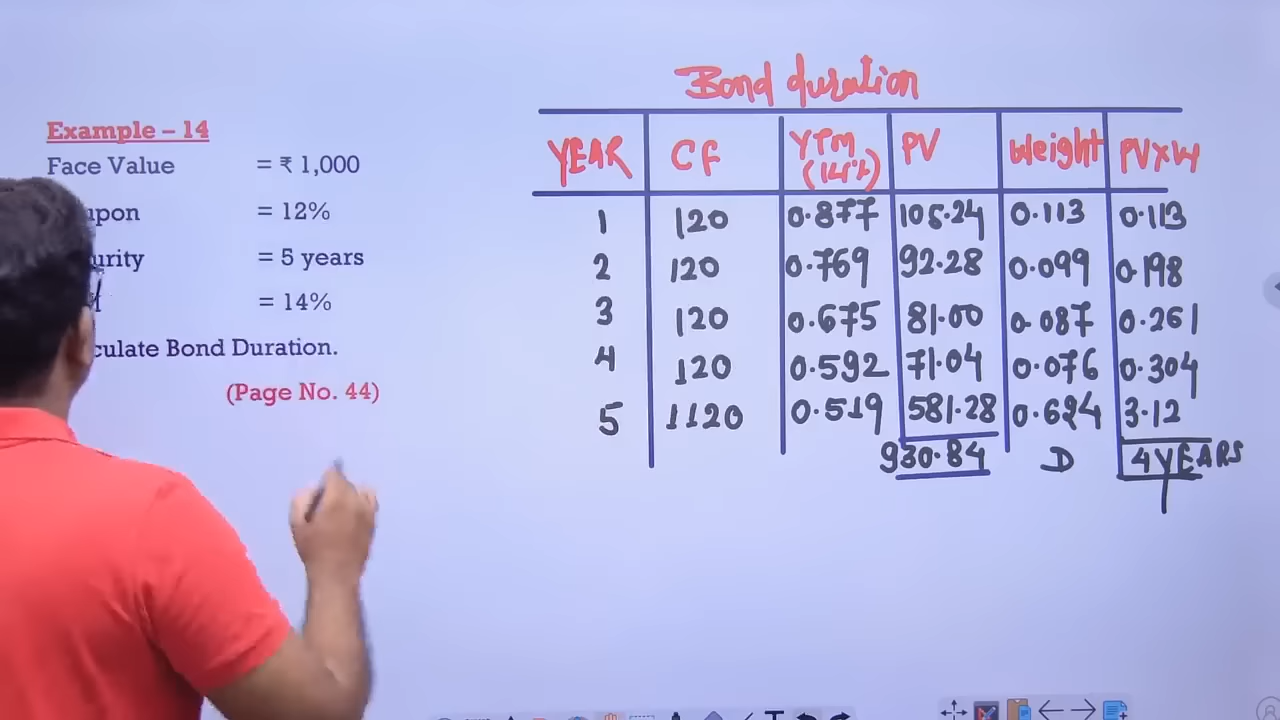 Bond duration
Example – 14
Face Value = ₹ 1,000
upon = 12%
urity = 5 years
= 14%
culate Bond Duration.
(Page No. 44)
YEAR CF YTM (14%) PV Weight PV×W
1 120 0.877 105.24 0.113 0.113
2 120 0.769 92.28 0.099 0.198
3 120 0.675 81.00 0.087 0.261
4 120 0.592 71.04 0.076 0.304
5 1120 0.519 581.28 0.624 3.12
930.84 D 4 YEARS